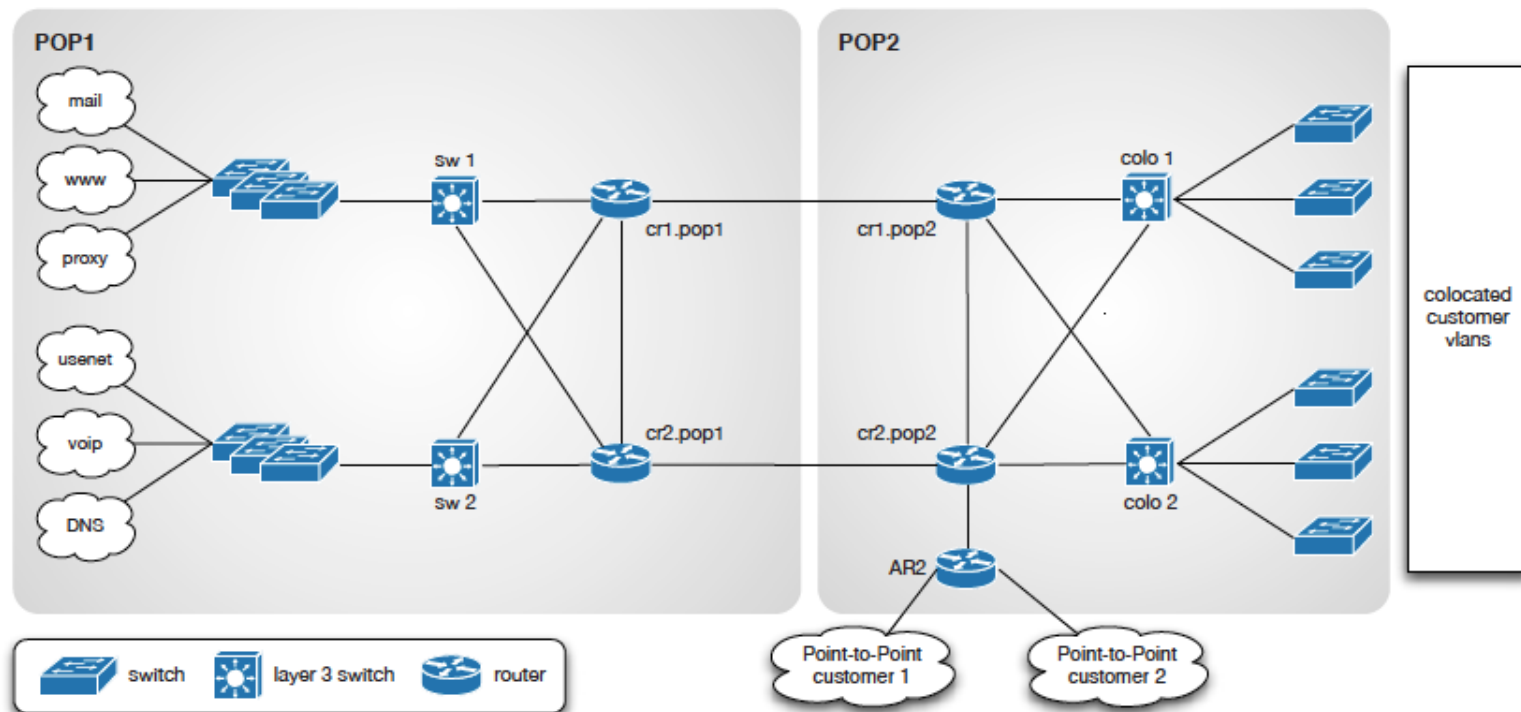 POP1
POP2
mail
www
proxy
usenet
voip
DNS
sw 1
sw 2
cr1.pop1
cr2.pop1
cr1.pop2
cr2.pop2
colo 1
colo 2
AR2
colocated
customer
vlans
switch
layer 3 switch
router
Point-to-Point
customer 1
Point-to-Point
customer 2